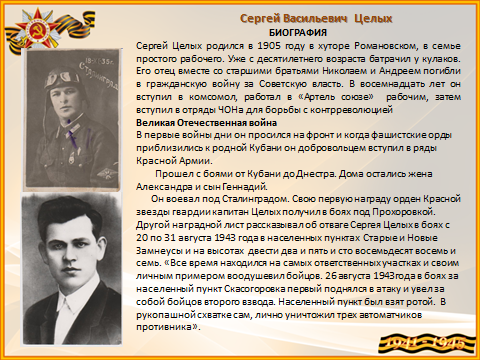 Сергей Васильевич Целых
БИОГРАФИЯ
Сергей Целых родился в 1905 году в хуторе Романовском, в семье
простого рабочего. Уже с десятилетнего возраста батрачил у кулаков.
Его отец вместе со старшими братьями Николаем и Андреем погибли
в гражданскую войну за Советскую власть. В восемнадцать лет он
вступил в комсомол, работал в «Артель союзе» рабочим, затем
вступил в отряды ЧОНа для борьбы с контрреволюцией
Великая Отечественная война
В первые войны дни он просился на фронт и когда фашистские орды
приблизились к родной Кубани он добровольцем вступил в ряды
Красной Армии.
Прошел с боями от Кубани до Днестра. Дома остались жена
Александра и сын Геннадий.
Он воевал под Сталинградом. Свою первую награду орден Красной
звезды гвардии капитан Целых получил в боях под Прохоровкой.
Другой наградной лист рассказывал об отваге Сергея Целых в боях с
20 по 31 августа 1943 года в населенных пунктах Старые и Новые
Замнеусы и на высотах двести два и пять и сто восемьдесят восемь и
семь. «Все время находился на самых ответственных участках и своим
личным примером воодушевил бойцов. 26 августа 1943года в боях за
населенный пункт Скасогоровка первый поднялся в атаку и увел за
собой бойцов второго взвода. Населенный пункт был взят ротой. В
рукопашной схватке сам, лично уничтожил трех автоматчиков
противника».
1941 - 1945